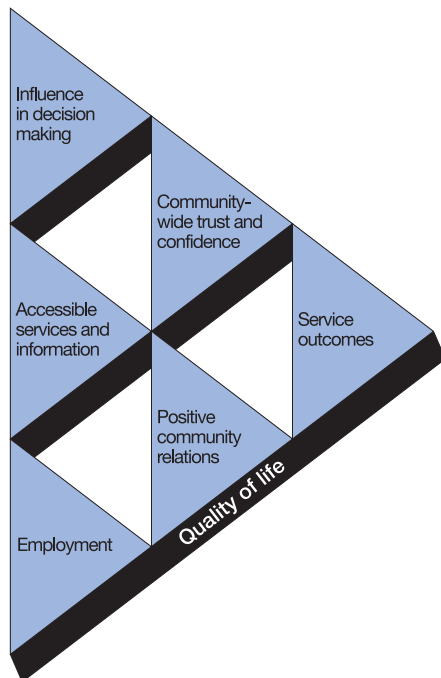 Influence
in decision
making
Community-
wide trust and
confidence
Accessible
services and
information
Service
outcomes
Positive
community
relations
Employment
Quality of life